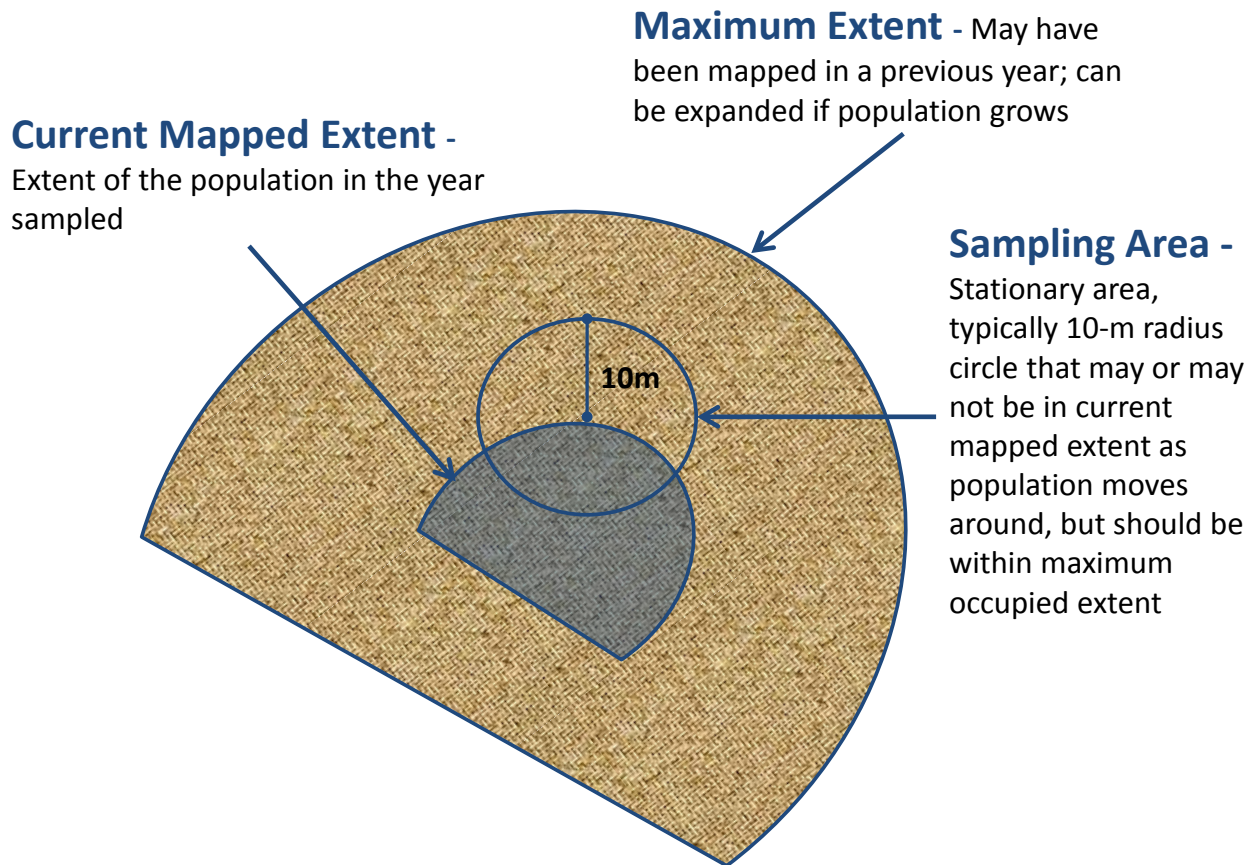 Maximum Extent - May have
been mapped in a previous year; can
be expanded if population grows
Current Mapped Extent -
Extent of the population in the year
sampled
Sampling Area -
Stationary area,
typically 10-m radius
circle that may or may
not be in current
mapped extent as
population moves
around, but should be
within maximum
occupied extent
10m